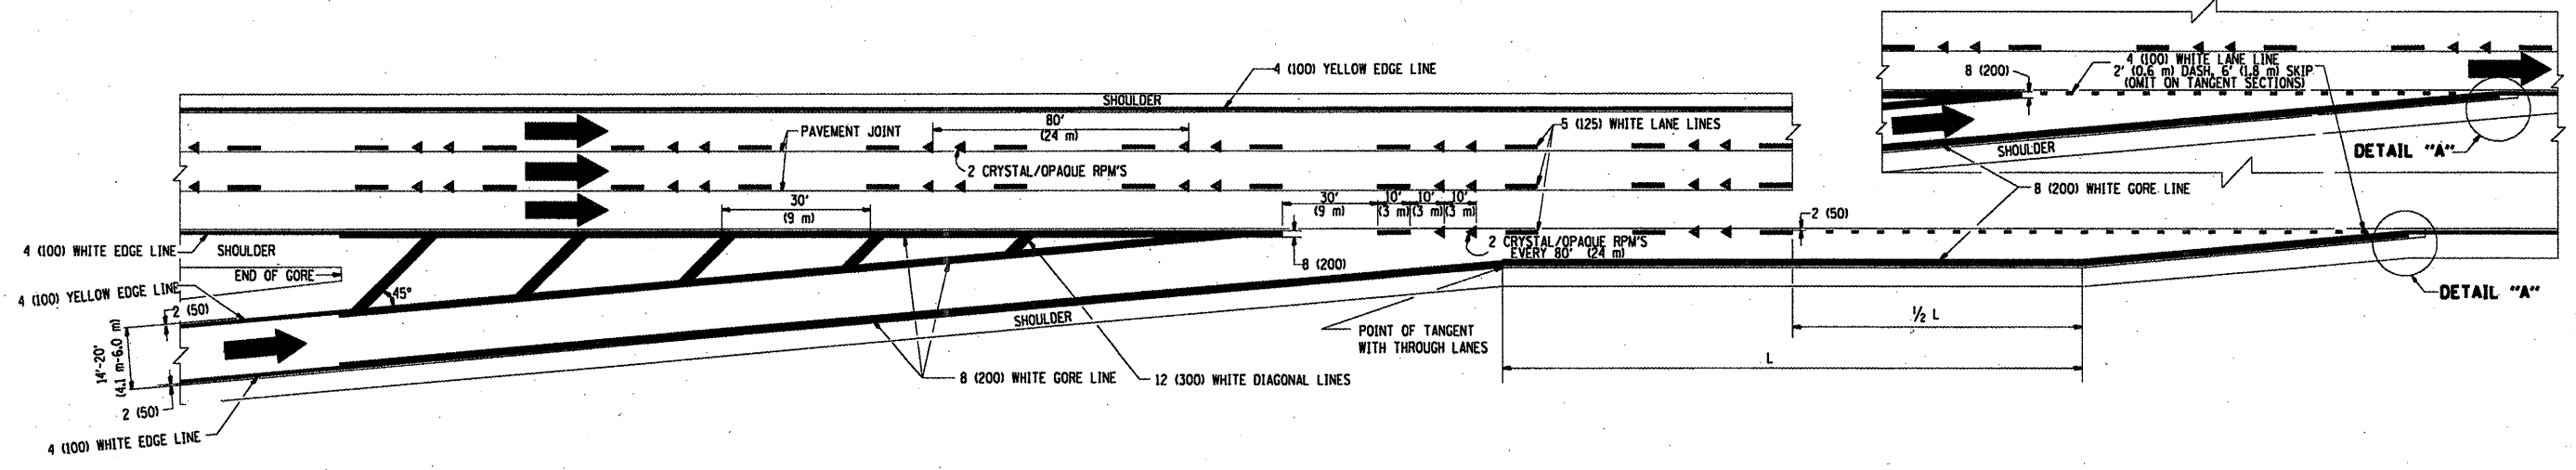 4 (100) YELLOW EDGE LINE
SHOULDER
80'
(24 m)
PAVEMENT JOINT
5 (125) WHITE LANE LINES
2 CRYSTAL/OPAQUE RPM'S
30'
(9 m)
30'
(9 m)
10'
(3 m)
10'
(3 m)
10'
(3 m)
4 (100) WHITE EDGE LINE
SHOULDER
END OF GORE
2 CRYSTAL/OPAQUE RPM'S
EVERY 80' (24 m)
8 (200)
2 (50)
4 (100) YELLOW EDGE LINE
45°
2 (50)
14'-20'
(4.1 m-6.0 m)
SHOULDER
POINT OF TANGENT
WITH THROUGH LANES
½ L
L
8 (200) WHITE GORE LINE
12 (300) WHITE DIAGONAL LINES
2 (50)
4 (100) WHITE EDGE LINE
8 (200)
4 (100) WHITE LANE LINE
2' (0.6 m) DASH, 6' (1.8 m) SKIP
(OMIT ON TANGENT SECTIONS)
SHOULDER
DETAIL "A"
8 (200) WHITE GORE LINE
DETAIL "A"